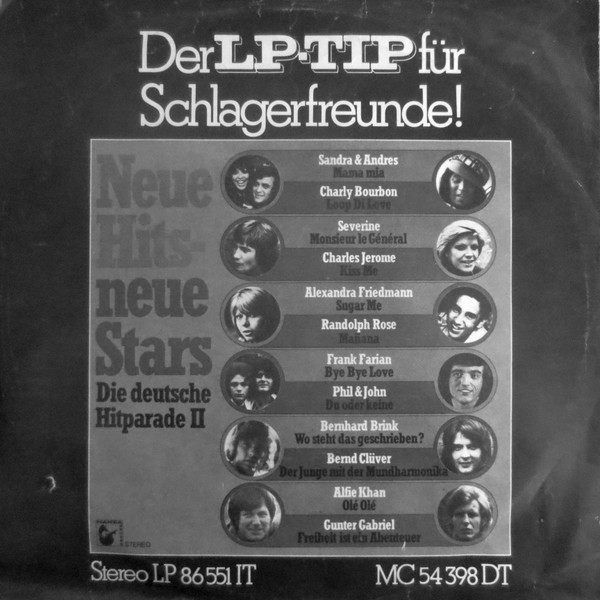 Der LP-TIP für
Schlagerfreunde!
Neue
Hits-
neue
Stars
Die deutsche
Hitparade II
Sandra & Andres
Mama mia
Charly Bourbon
Loop Di Love
Severine
Monsieur le Général
Charles Jerome
Kiss Me
Alexandra Friedmann
Sugar Me
Randolph Rose
Mañana
Frank Farian
Bye Bye Love
Phil & John
Du oder keine
Bernhard Brink
Wo steht das geschrieben?
Bernd Clüver
Der Junge mit der Mundharmonika
Alfie Khan
Olé Olé
Gunter Gabriel
Freiheit ist ein Abenteuer
HANSA
STEREO
Stereo LP 86 551 IT
MC 54 398 DT